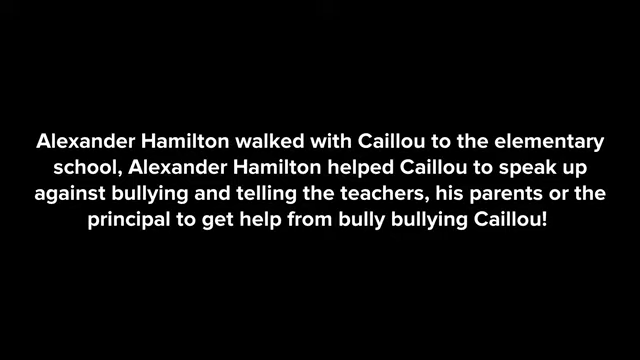 Alexander Hamilton walked with Caillou to the elementary
school, Alexander Hamilton helped Caillou to speak up
against bullying and telling the teachers, his parents or the
principal to get help from bully bullying Caillou!